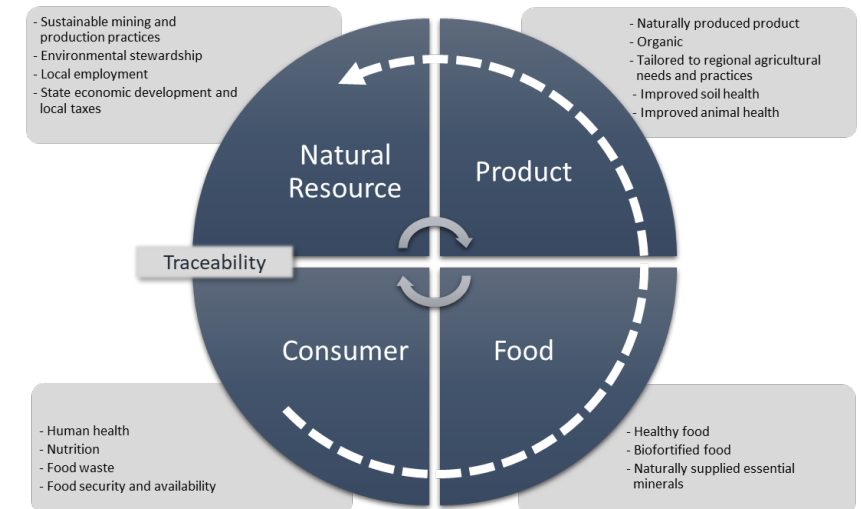 - Sustainable mining and
production practices
- Environmental stewardship
- Local employment
- State economic development and
local taxes
- Naturally produced product
- Organic
- Tailored to regional agricultural
needs and practices
- Improved soil health
- Improved animal health
Natural
Resource
Product
Traceability
Consumer
Food
- Human health
- Nutrition
- Food waste
- Food security and availability
- Healthy food
- Biofortified food
- Naturally supplied essential
minerals